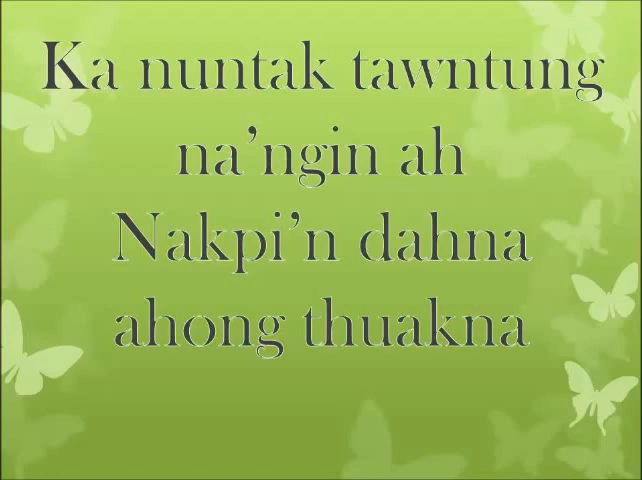 Ka nuntak tawntung
na’ngin ah
Nakpi’n dahna
ahong thuakna